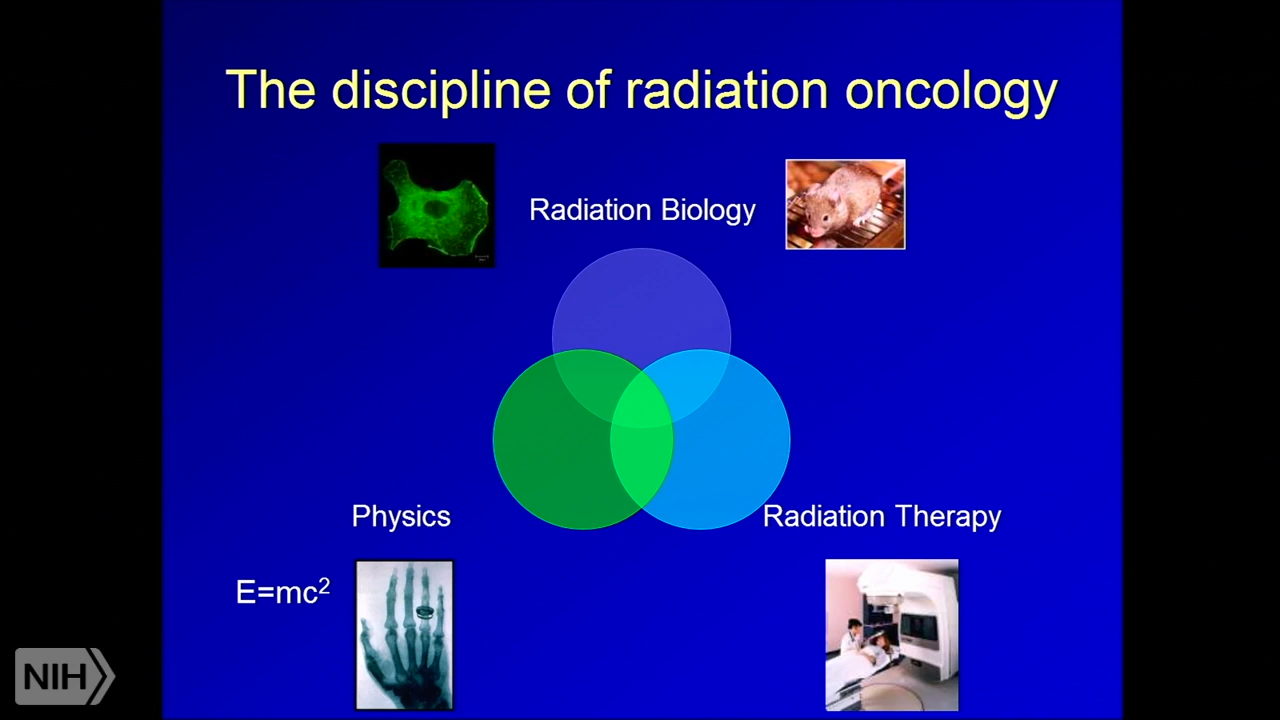 The discipline of radiation oncology
Radiation Biology
Physics
Radiation Therapy
E=mc²
NIH